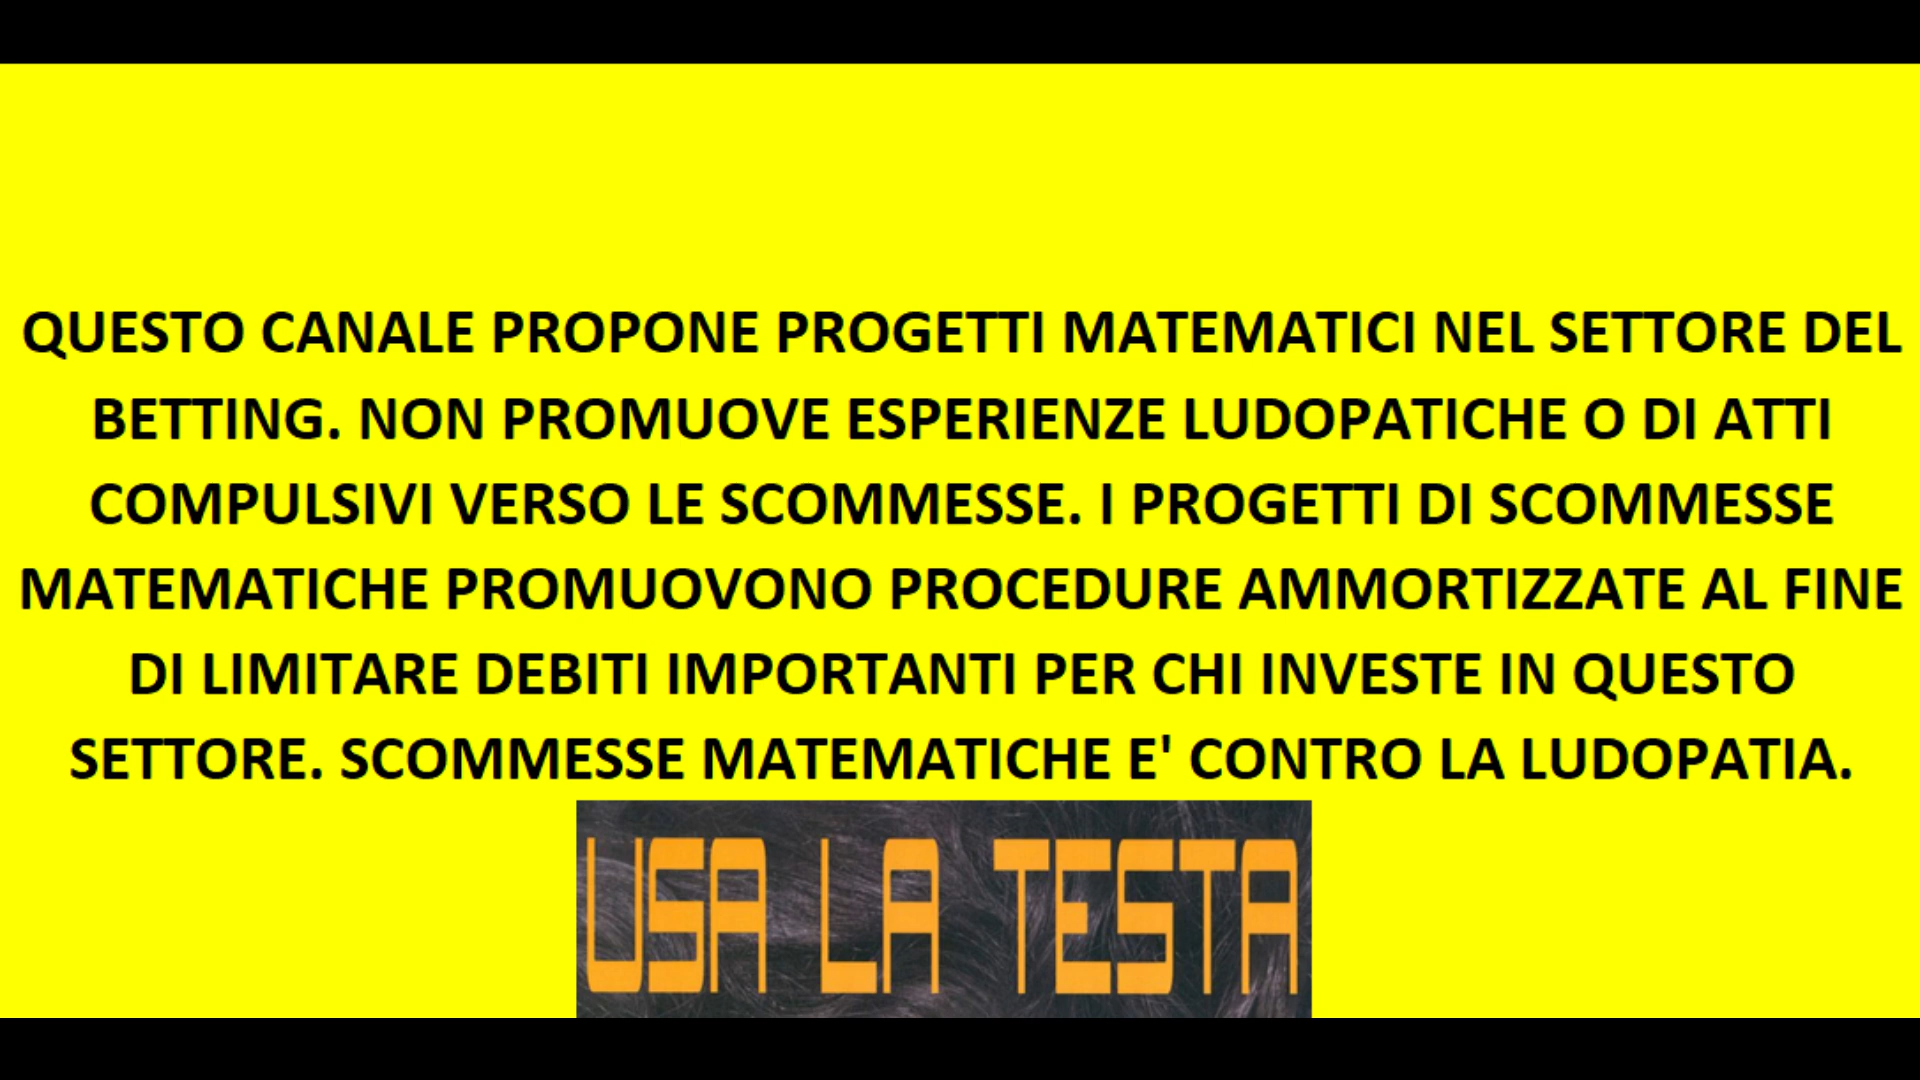 QUESTO CANALE PROPONE PROGETTI MATEMATICI NEL SETTORE DEL
BETTING. NON PROMUOVE ESPERIENZE LUDOPATICHE O DI ATTI
COMPULSIVI VERSO LE SCOMMESSE. I PROGETTI DI SCOMMESSE
MATEMATICHE PROMUOVONO PROCEDURE AMMORTIZZATE AL FINE
DI LIMITARE DEBITI IMPORTANTI PER CHI INVESTE IN QUESTO
SETTORE. SCOMMESSE MATEMATICHE E' CONTRO LA LUDOPATIA.
USA LA TESTA